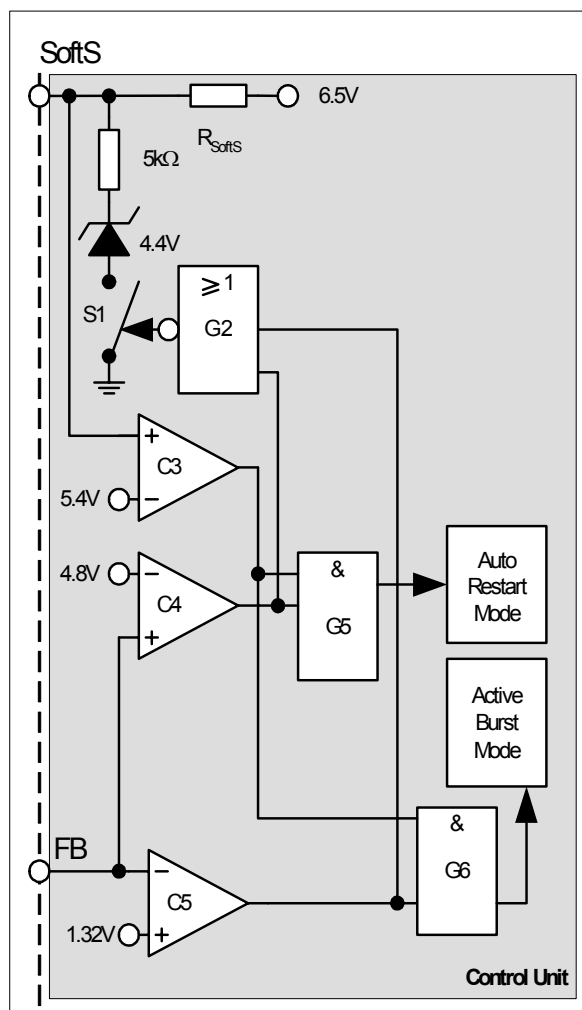 SoftS
6.5V
R_SoftS
5kΩ
4.4V
S1
≥1
G2
+
C3
5.4V
−
4.8V
−
C4
+
&
G5
Auto
Restart
Mode
Active
Burst
Mode
FB
−
C5
1.32V
+
&
G6
Control Unit